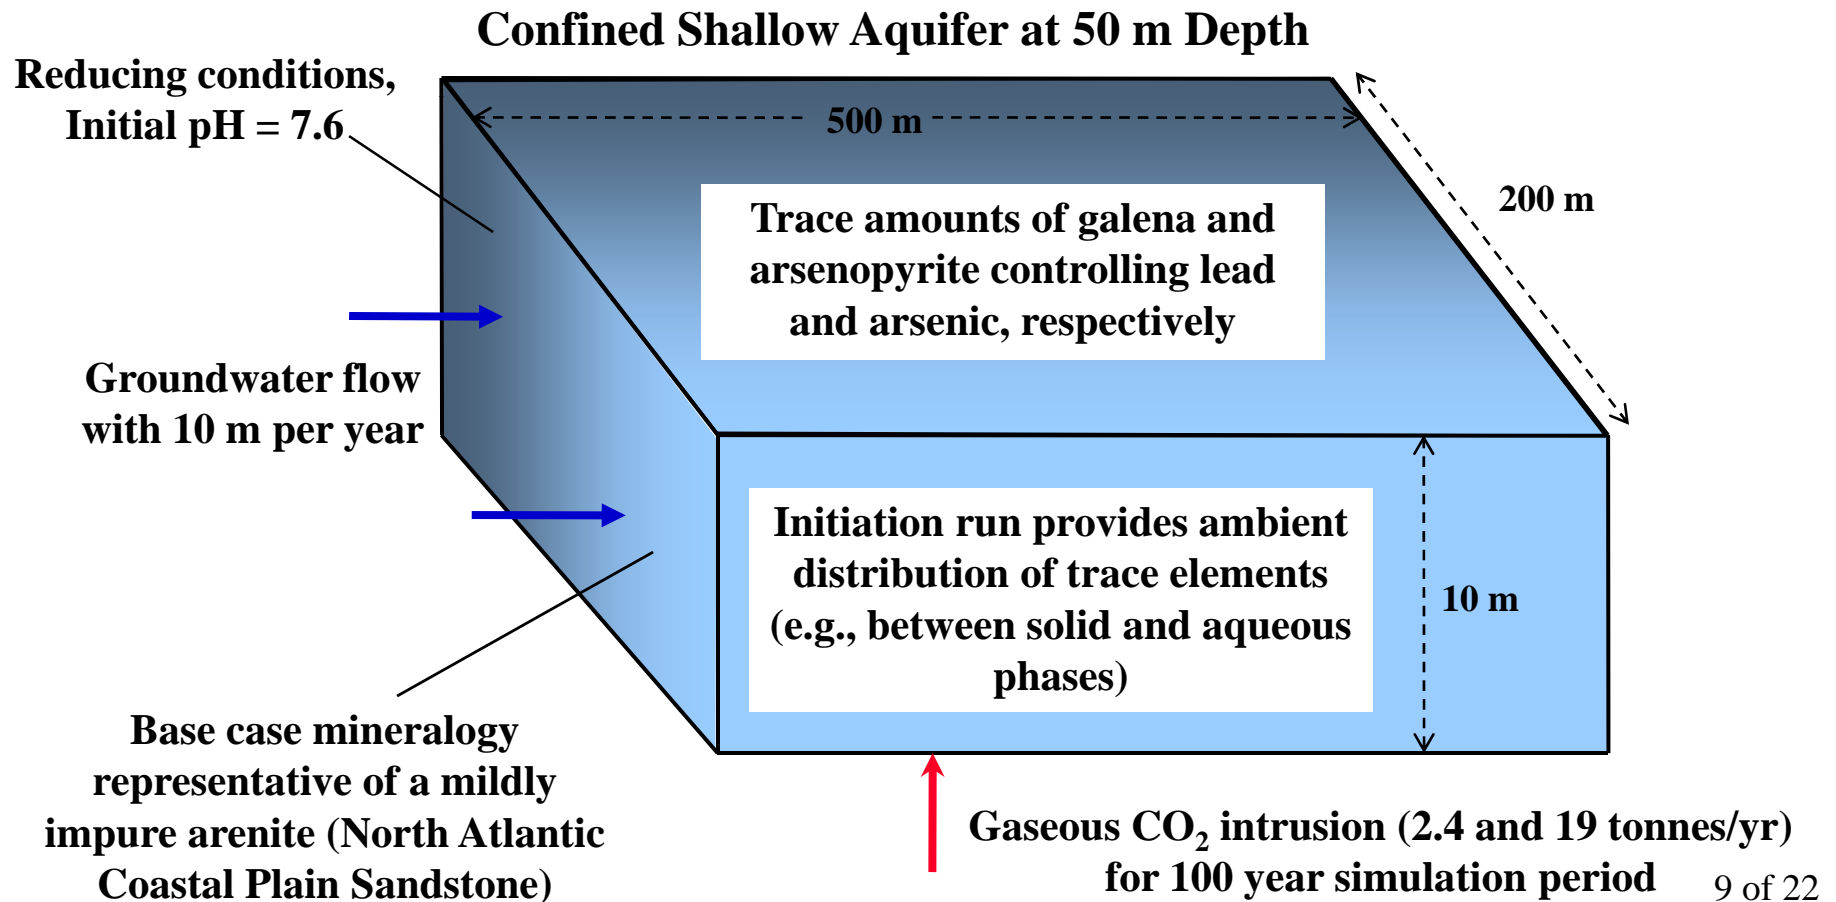 Confined Shallow Aquifer at 50 m Depth
Reducing conditions,
Initial pH = 7.6
500 m
200 m
Trace amounts of galena and
arsenopyrite controlling lead
and arsenic, respectively
Groundwater flow
with 10 m per year
Initiation run provides ambient
distribution of trace elements
(e.g., between solid and aqueous
phases)
10 m
Base case mineralogy
representative of a mildly
impure arenite (North Atlantic
Coastal Plain Sandstone)
Gaseous CO₂ intrusion (2.4 and 19 tonnes/yr)
for 100 year simulation period
9 of 22